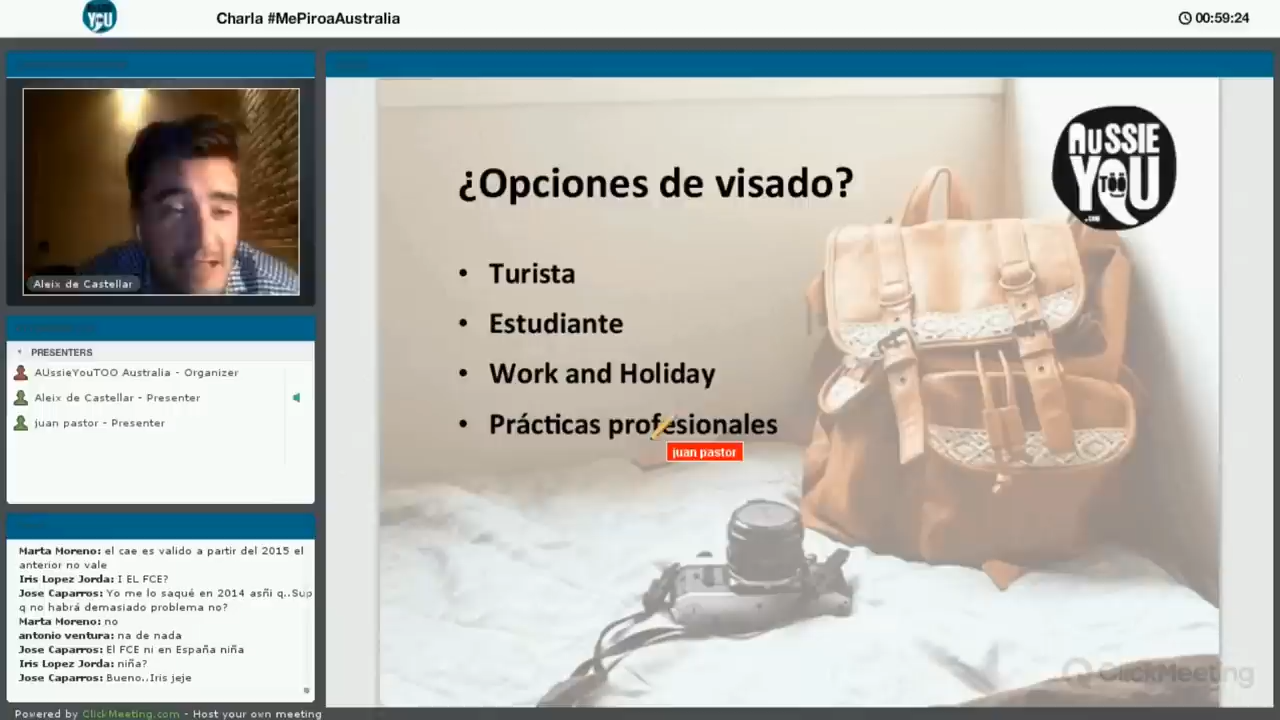 YOU
Charla #MePiroaAustralia
00:59:24
Aleix de Castellar
PRESENTERS
AUssieYouTOO Australia - Organizer
Aleix de Castellar - Presenter
juan pastor - Presenter
Marta Moreno: el cae es valido a partir del 2015 el
anterior no vale
Iris Lopez Jorda: I EL FCE?
Jose Caparros: Yo me lo saqué en 2014 asñi q..Sup
q no habrá demasiado problema no?
Marta Moreno: no
antonio ventura: na de nada
Jose Caparros: El FCE ni en España niña
Iris Lopez Jorda: niña?
Jose Caparros: Bueno..Iris jeje
Powered by ClickMeeting.com - Host your own meeting
¿Opciones de visado?
• Turista
• Estudiante
• Work and Holiday
• Prácticas profesionales
juan pastor
AUSSIE
YOU
TOO
.COM
ClickMeeting